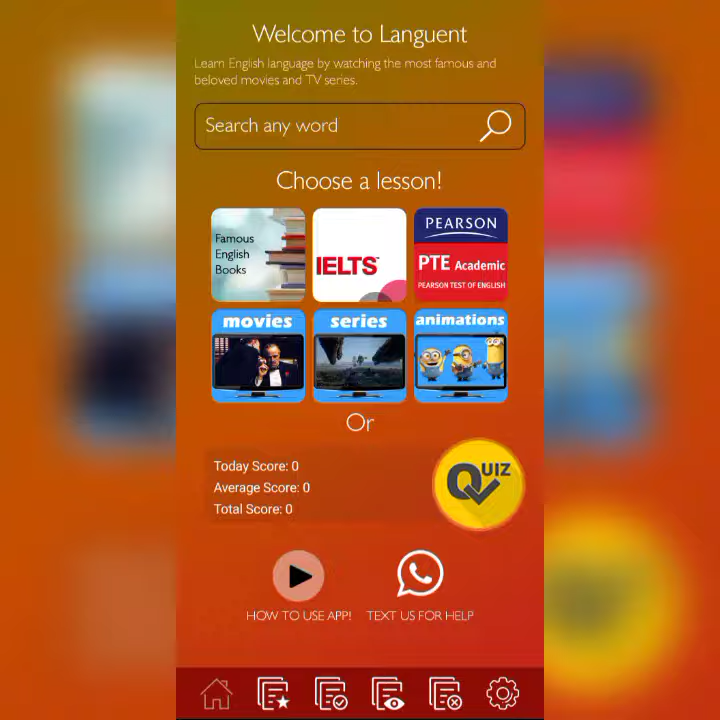 Welcome to Languent
Learn English language by watching the most famous and
beloved movies and TV series.
Search any word
Choose a lesson!
Famous
English
Books
IELTS
PEARSON
PTE Academic
PEARSON TEST OF ENGLISH
movies
series
animations
Or
Today Score: 0
Average Score: 0
Total Score: 0
QUIZ
HOW TO USE APP!
TEXT US FOR HELP